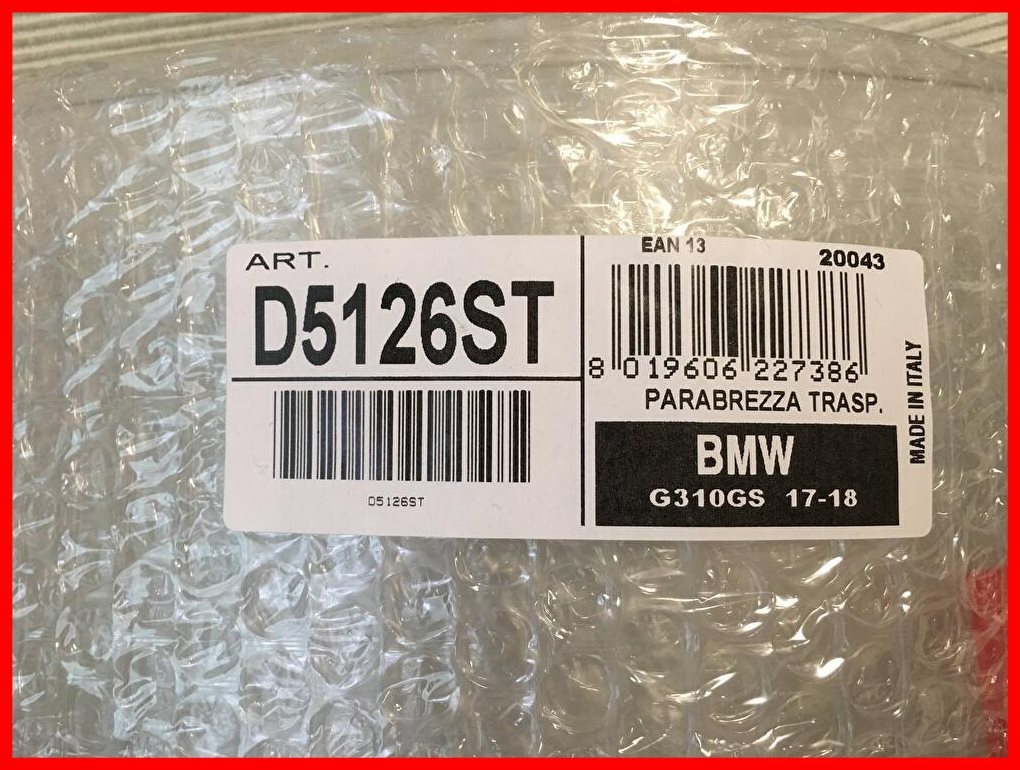 ART.
D5126ST
D5126ST
EAN 13
20043
8 019606 227386
PARABREZZA TRASP.
BMW
G310GS 17-18
MADE IN ITALY